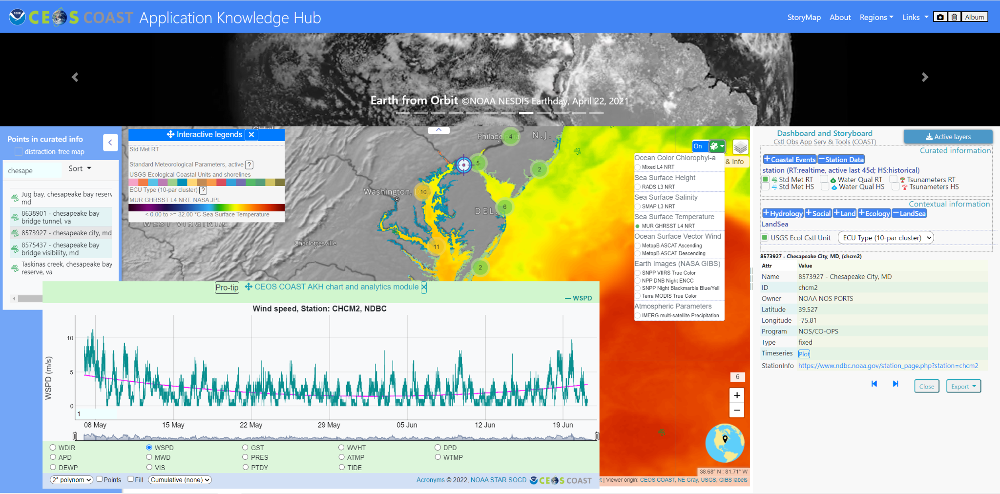 NOAA
CEOS COAST Application Knowledge Hub
StoryMap About Regions Links Album
Earth from Orbit ©NOAA NESDIS Earthday, April 22, 2021
Points in curated info
distraction-free map
chesape
Sort
Jug bay, chesapeake bay reserv
md
8638901 - chesapeake bay
bridge tunnel, va
8573927 - chesapeake city, md
8575437 - chesapeake bay
bridge visibility, md
Taskinas creek, chesapeake bay
reserve, va
Global
Interactive legends
Std Met RT
Standard Meteorological Parameters, active ?
USGS Ecological Coastal Units and shorelines
ECU Type (10-par cluster) ?
MUR GHRSST L4 NRT: NASA JPL
< 0.00 to >= 32.00 °C Sea Surface Temperature
WEST VIRGINIA
Charlottesville
Washington, D
Philadelphia
N.J.
DEL.
4
5
2
10
6
11
2
On
& Info
Ocean Color Chlorophyl-a
Mixed L4 NRT
Sea Surface Height
RADS L3 NRT
Sea Surface Salinity
SMAP L3 NRT
Sea Surface Temperature
MUR GHRSST L4 NRT
Ocean Surface Vector Wind
MetopB ASCAT Ascending
MetopB ASCAT Descending
Earth Images (NASA GIBS)
SNPP VIIRS True Color
NPP DNB Night ENCC
SNPP Night Blackmarble Blue/Yell
Terra MODIS True Color
Atmospheric Parameters
IMERG multi-satellite Precipitation
6
+
−
38.68° N : 81.71° W
t | Viewer origin: CEOS COAST, NE Gray, USGS, GIBS labels
Pro-tip CEOS COAST AKH chart and analytics module
WSPD
Wind speed, Station: CHCM2, NDBC
WSPD (m/s)
10
5
0
1
08 May 15 May 22 May 29 May 05 Jun 12 Jun 19 Jun
WDIR WSPD GST WVHT DPD
APD MWD PRES ATMP WTMP
DEWP VIS PTDY TIDE
2° polynom Points Fill Cumulative (none)
Acronyms © 2022, NOAA STAR SOCD CEOS COAST
Dashboard and Storyboard
Cstl Obs App Serv & Tools (COAST)
Active layers
Curated information
+Coastal Events −Station Data
station (RT:realtime, active last 45d; HS:historical)
Std Met RT Water Qual RT Tsunameters RT
Std Met HS Water Qual HS Tsunameters HS
Contextual information
+Hydrology +Social +Land +Ecology −LandSea
LandSea
USGS Ecol Cstl Unit ECU Type (10-par cluster)
8573927 - Chesapeake City, MD, (chcm2)
Attr Value
Name 8573927 - Chesapeake City, MD
ID chcm2
Owner NOAA NOS PORTS
Latitude 39.527
Longitude -75.81
Program NOS/CO-OPS
Type fixed
Timeseries Plot
StationInfo https://www.ndbc.noaa.gov/station_page.php?station=chcm2
Close Export